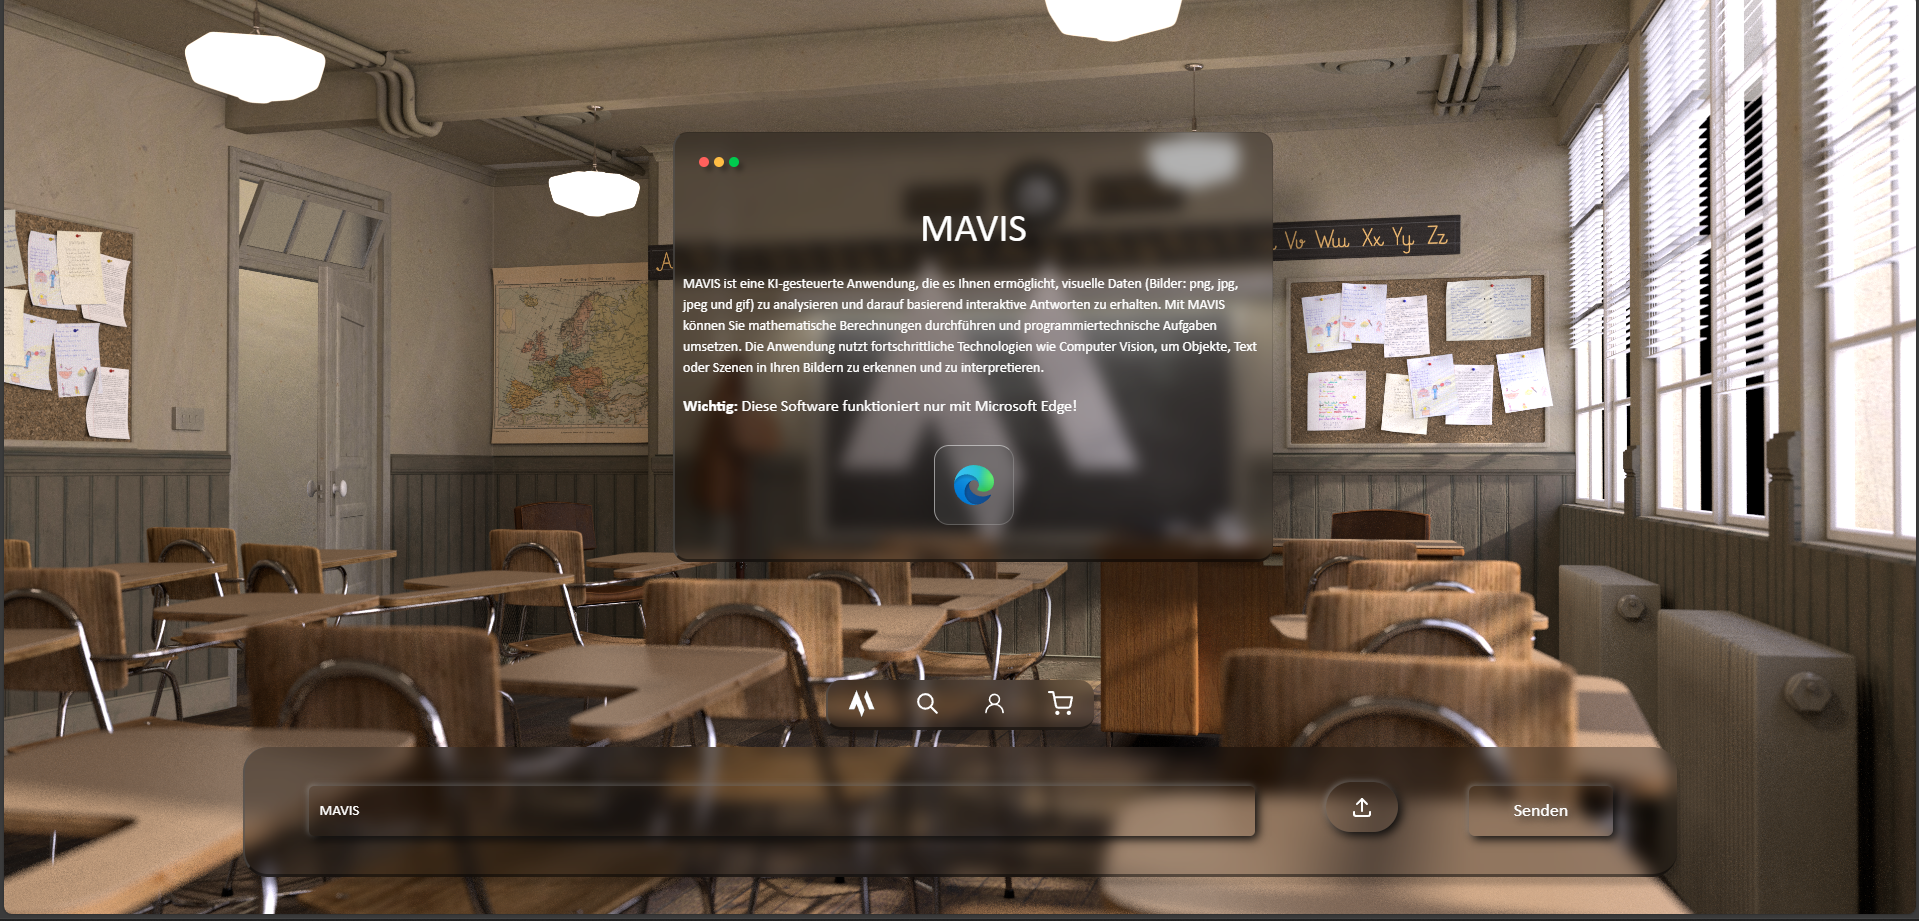 Vv Ww Xx Yy Zz
A
MAVIS
MAVIS ist eine KI-gesteuerte Anwendung, die es Ihnen ermöglicht, visuelle Daten (Bilder: png, jpg,
jpeg und gif) zu analysieren und darauf basierend interaktive Antworten zu erhalten. Mit MAVIS
können Sie mathematische Berechnungen durchführen und programmiertechnische Aufgaben
umsetzen. Die Anwendung nutzt fortschrittliche Technologien wie Computer Vision, um Objekte, Text
oder Szenen in Ihren Bildern zu erkennen und zu interpretieren.
Wichtig: Diese Software funktioniert nur mit Microsoft Edge!
MAVIS
Senden